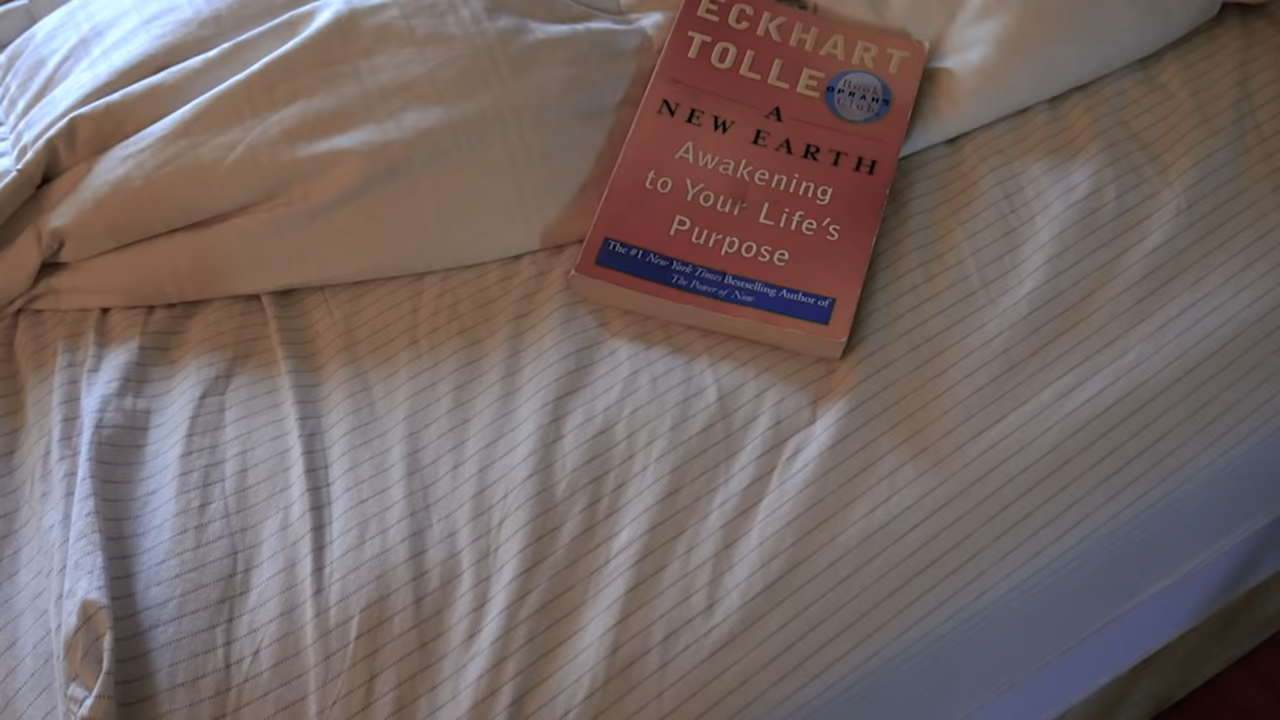 ECKHART
TOLLE
Book
OPRAH'S
Club
A
NEW EARTH
Awakening
to Your Life's
Purpose
The #1 New York Times Bestselling Author of
The Power of Now